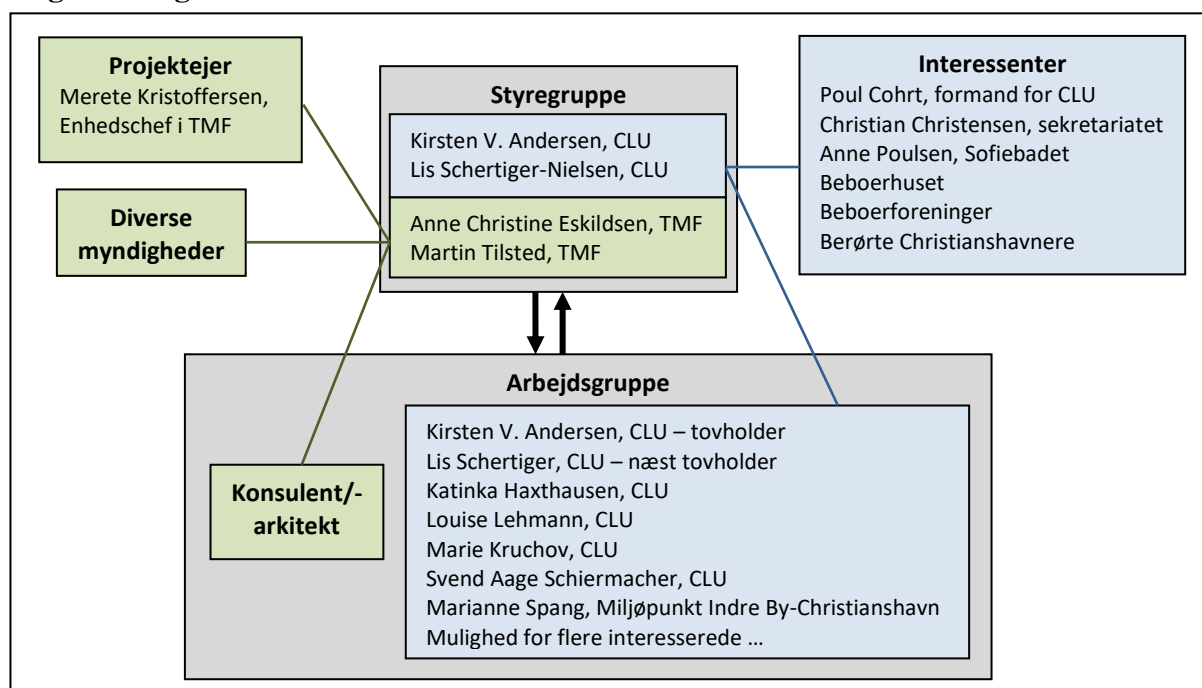 Projektejer
Merete Kristoffersen,
Enhedschef i TMF
Diverse
myndigheder
Styregruppe
Kirsten V. Andersen, CLU
Lis Schertiger-Nielsen, CLU
Anne Christine Eskildsen, TMF
Martin Tilsted, TMF
Interessenter
Poul Cohrt, formand for CLU
Christian Christensen, sekretariatet
Anne Poulsen, Sofiebadet
Beboerhuset
Beboerforeninger
Berørte Christianshavnere
Arbejdsgruppe
Konsulent/-
arkitekt
Kirsten V. Andersen, CLU – tovholder
Lis Schertiger, CLU – næst tovholder
Katinka Haxthausen, CLU
Louise Lehmann, CLU
Marie Kruchov, CLU
Svend Aage Schiermacher, CLU
Marianne Spang, Miljøpunkt Indre By-Christianshavn
Mulighed for flere interesserede …